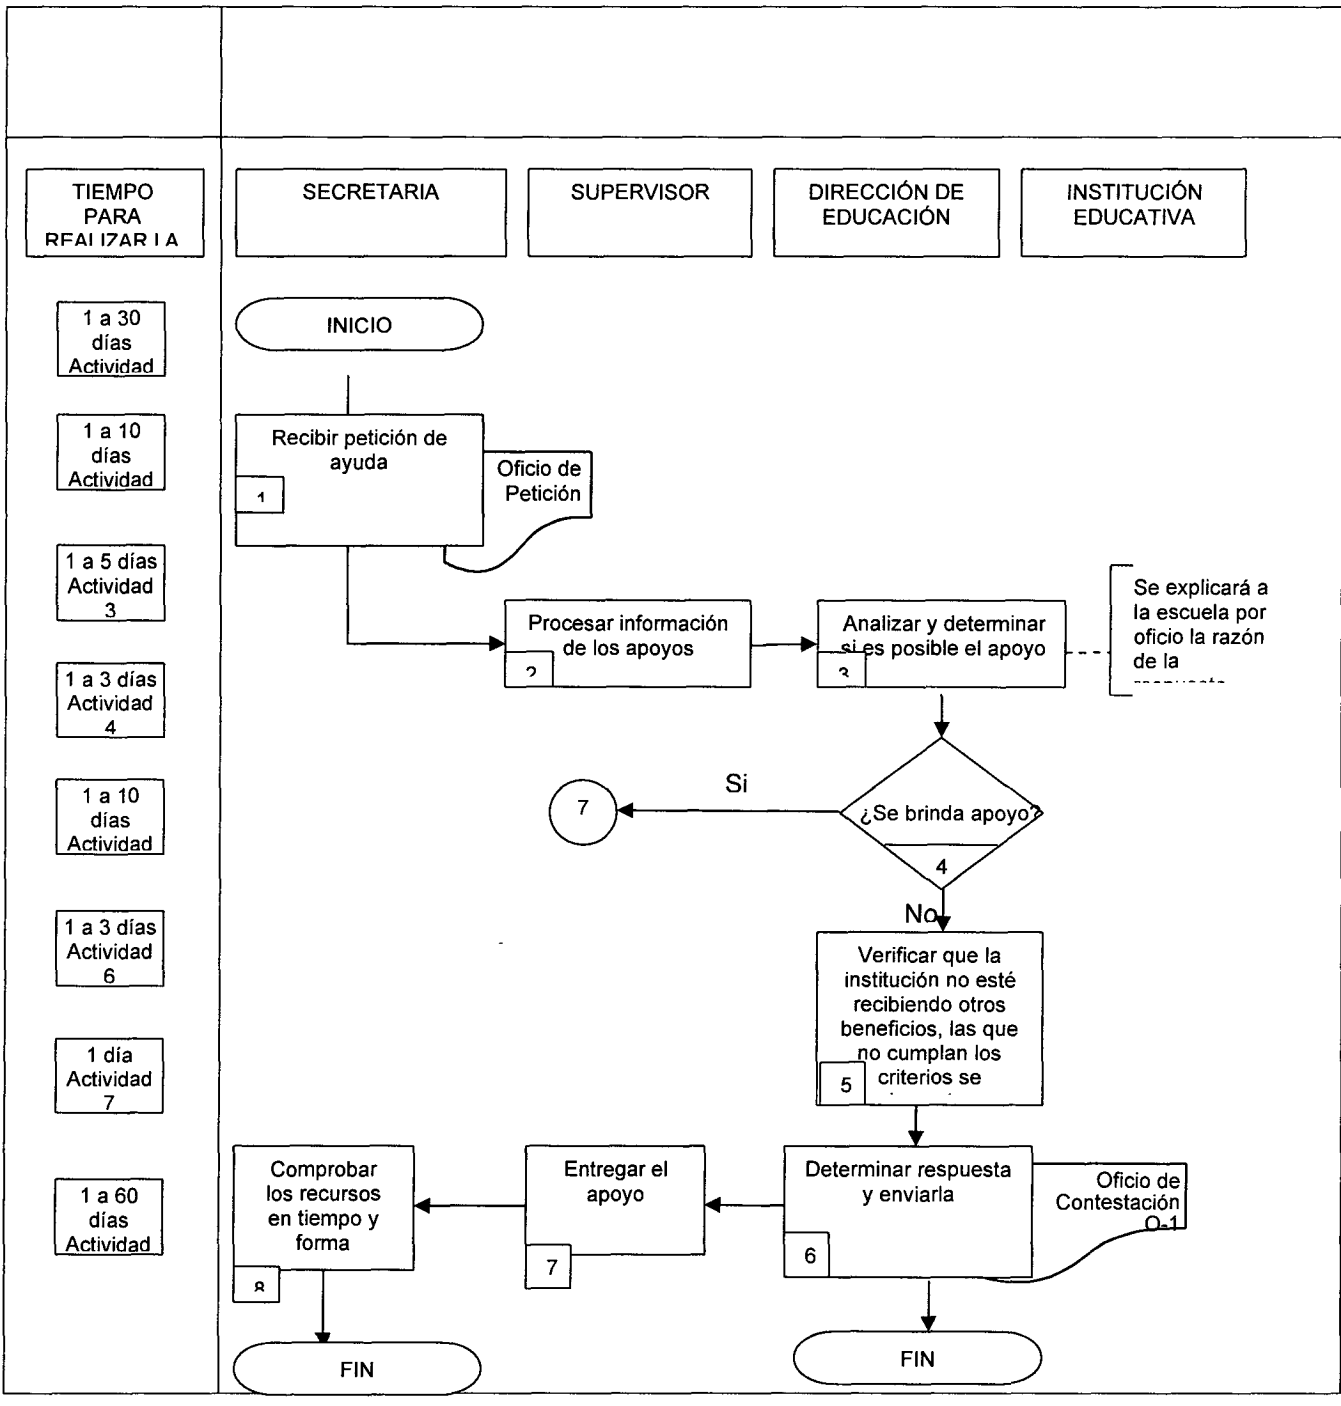 TIEMPO
PARA
REALIZAR LA
SECRETARIA
SUPERVISOR
DIRECCIÓN DE
EDUCACIÓN
INSTITUCIÓN
EDUCATIVA
1 a 30
días
Actividad
INICIO
1 a 10
días
Actividad
Recibir petición de
ayuda
1
Oficio de
Petición
1 a 5 días
Actividad
3
Procesar información
de los apoyos
2
Analizar y determinar
si es posible el apoyo
3
Se explicará a
la escuela por
oficio la razón
de la
1 a 3 días
Actividad
4
1 a 10
días
Actividad
Si
7
¿Se brinda apoyo?
4
No
1 a 3 días
Actividad
6
Verificar que la
institución no esté
recibiendo otros
beneficios, las que
no cumplan los
criterios se
5
1 día
Actividad
7
1 a 60
días
Actividad
Comprobar
los recursos
en tiempo y
forma
8
Entregar el
apoyo
7
Determinar respuesta
y enviarla
6
Oficio de
Contestación
O-1
FIN
FIN